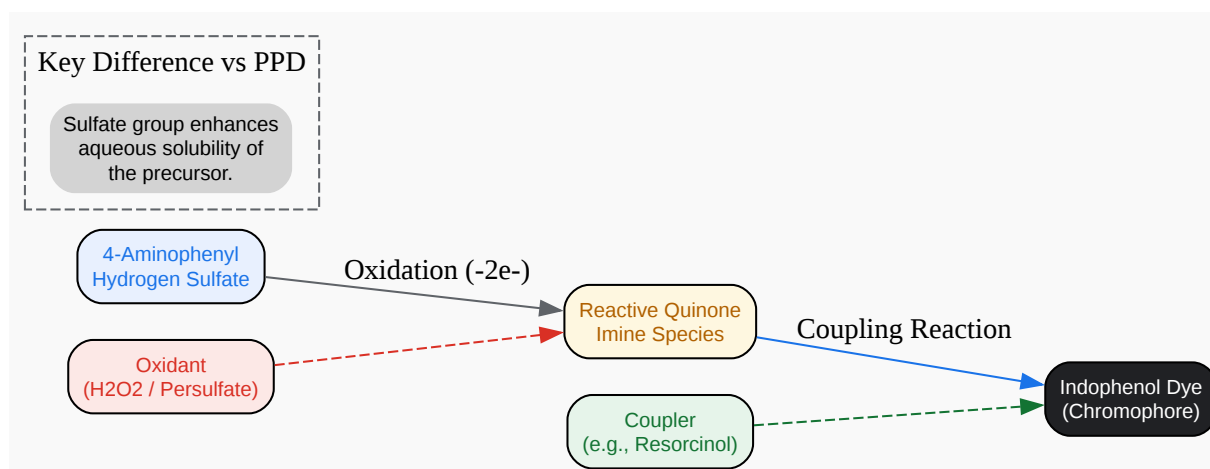 Key Difference vs PPD
Sulfate group enhances
aqueous solubility of
the precursor.
4-Aminophenyl
Hydrogen Sulfate
Oxidation (-2e-)
Reactive Quinone
Imine Species
Coupling Reaction
Oxidant
(H2O2 / Persulfate)
Indophenol Dye
(Chromophore)
Coupler
(e.g., Resorcinol)